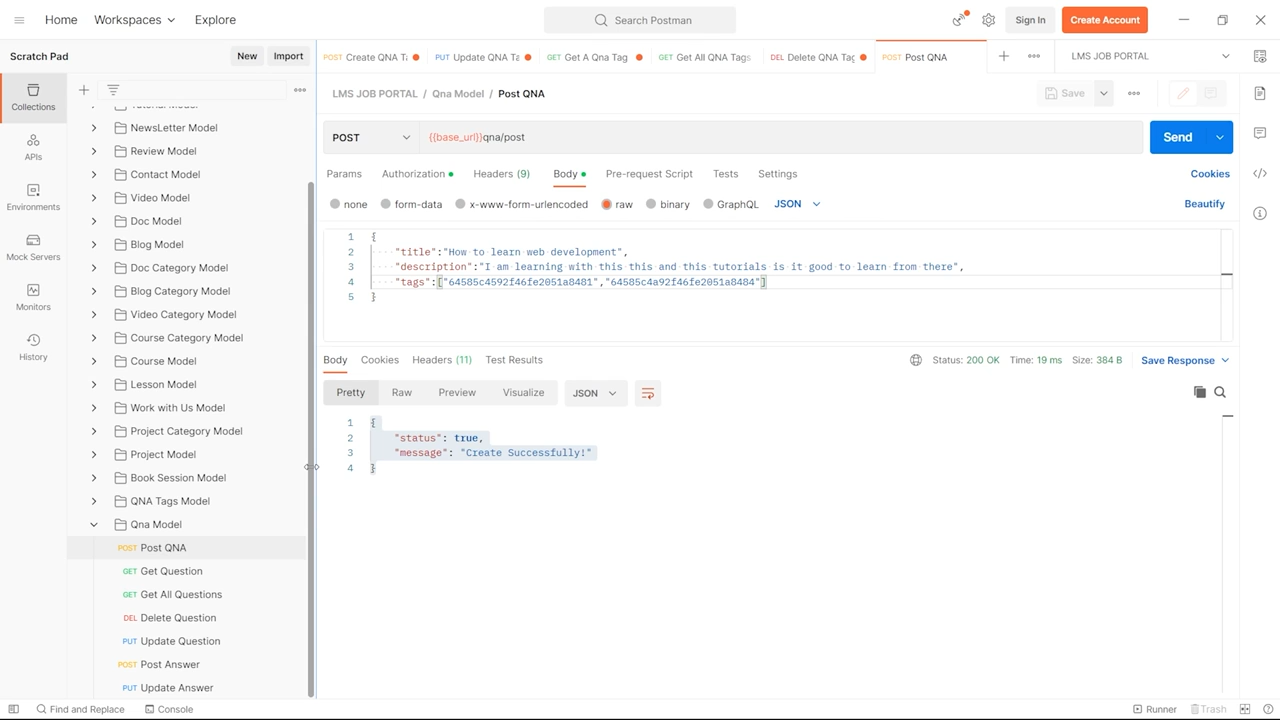 Home
Workspaces
Explore
Search Postman
Sign In
Create Account
Scratch Pad
New
Import
POST Create QNA Ta
PUT Update QNA Ta
GET Get A Qna Tag
GET Get All QNA Tags
DEL Delete QNA Tag
POST Post QNA
LMS JOB PORTAL
Collections
APIs
Environments
Mock Servers
Monitors
History
NewsLetter Model
Review Model
Contact Model
Video Model
Doc Model
Blog Model
Doc Category Model
Blog Category Model
Video Category Model
Course Category Model
Course Model
Lesson Model
Work with Us Model
Project Category Model
Project Model
Book Session Model
QNA Tags Model
Qna Model
POST Post QNA
GET Get Question
GET Get All Questions
DEL Delete Question
PUT Update Question
POST Post Answer
PUT Update Answer
LMS JOB PORTAL / Qna Model / Post QNA
Save
POST
{{base_url}}qna/post
Send
Params
Authorization
Headers (9)
Body
Pre-request Script
Tests
Settings
Cookies
none
form-data
x-www-form-urlencoded
raw
binary
GraphQL
JSON
Beautify
1 {
2 "title":"How to learn web development",
3 "description":"I am learning with this this and this tutorials is it good to learn from there",
4 "tags":["64585c4592f46fe2051a8481","64585c4a92f46fe2051a8484"]
5 }
Body
Cookies
Headers (11)
Test Results
Status: 200 OK
Time: 19 ms
Size: 384 B
Save Response
Pretty
Raw
Preview
Visualize
JSON
1 {
2 "status": true,
3 "message": "Create Successfully!"
4 }
Find and Replace
Console
Runner
Trash